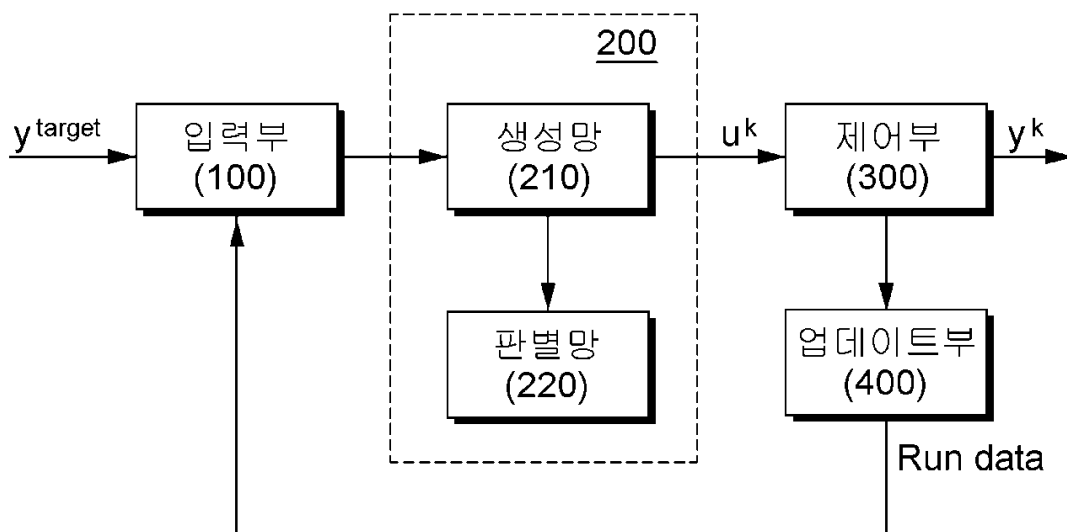 200
y^target
입력부
(100)
생성망
(210)
u^k
제어부
(300)
y^k
판별망
(220)
업데이트부
(400)
Run data